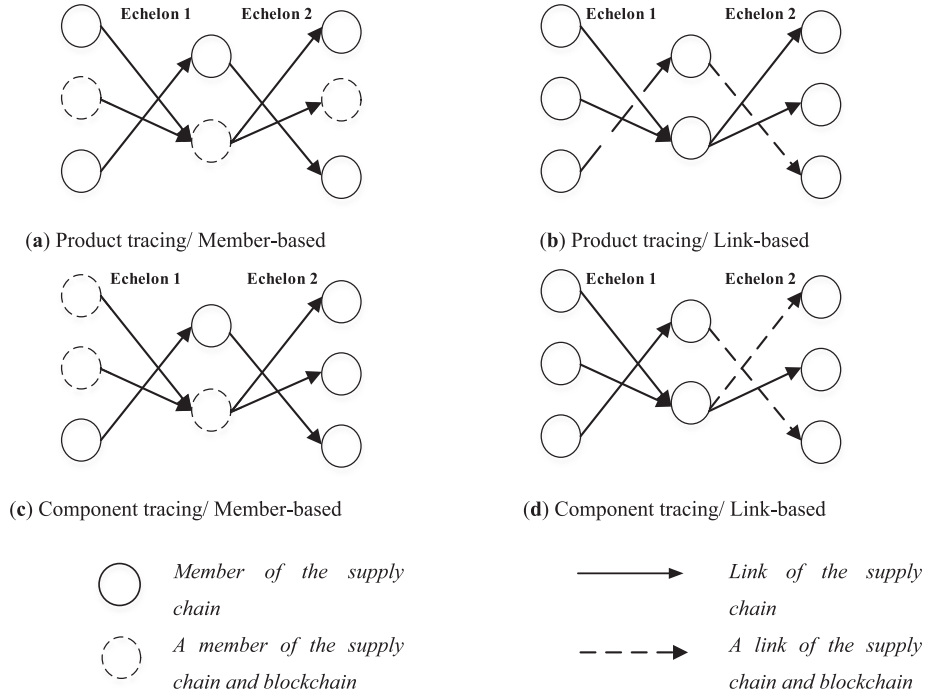 Echelon 1 Echelon 2 Echelon 1 Echelon 2
(a) Product tracing/ Member-based
(b) Product tracing/ Link-based
Echelon 1 Echelon 2 Echelon 1 Echelon 2
(c) Component tracing/ Member-based
(d) Component tracing/ Link-based
Member of the supply
chain
Link of the supply
chain
A member of the supply
chain and blockchain
A link of the supply
chain and blockchain